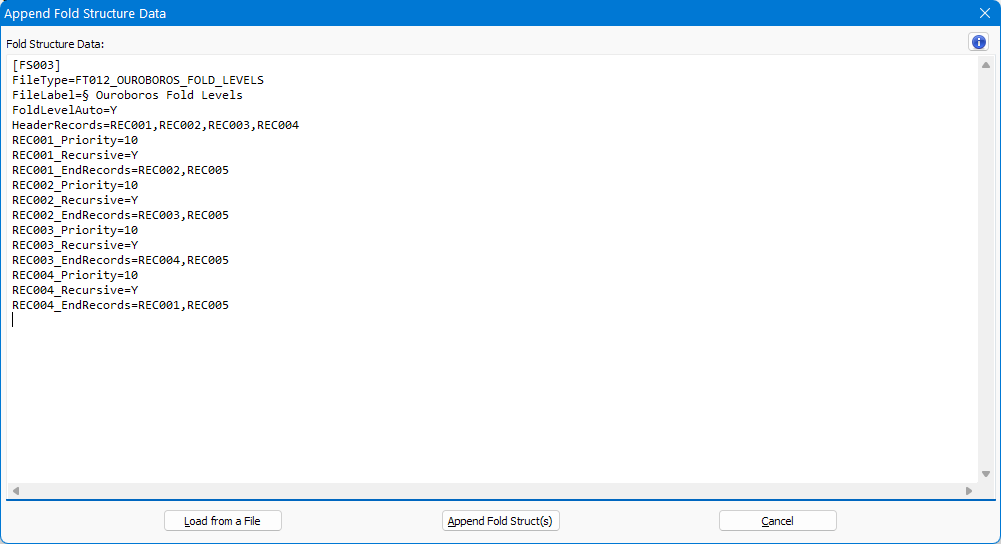 Append Fold Structure Data
Fold Structure Data:
[FS003]
FileType=FT012_OUROBOROS_FOLD_LEVELS
FileLabel=§ Ouroboros Fold Levels
FoldLevelAuto=Y
HeaderRecords=REC001,REC002,REC003,REC004
REC001_Priority=10
REC001_Recursive=Y
REC001_EndRecords=REC002,REC005
REC002_Priority=10
REC002_Recursive=Y
REC002_EndRecords=REC003,REC005
REC003_Priority=10
REC003_Recursive=Y
REC003_EndRecords=REC004,REC005
REC004_Priority=10
REC004_Recursive=Y
REC004_EndRecords=REC001,REC005
Load from a File
Append Fold Struct(s)
Cancel